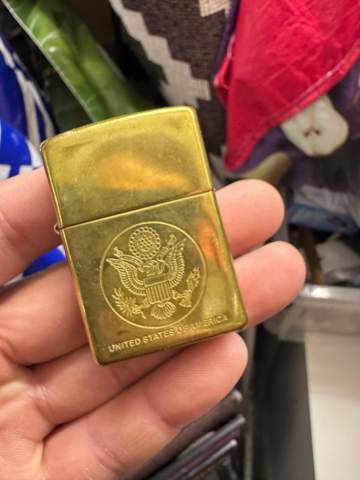 UNITED STATES OF AMERICA